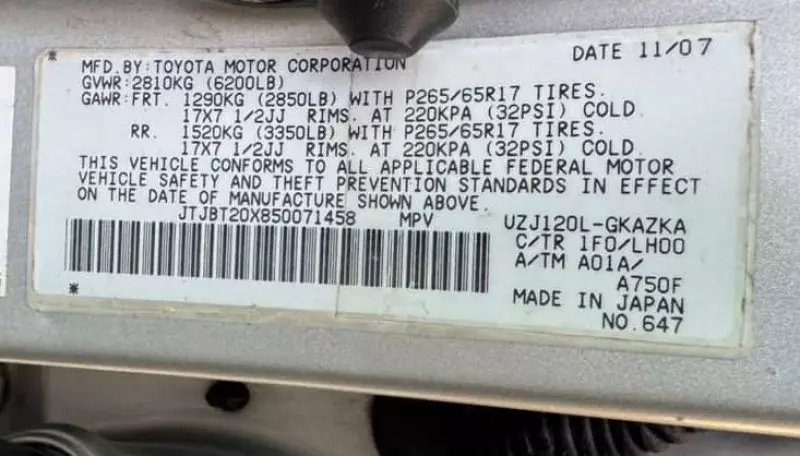 DATE 11/07
MFD.BY:TOYOTA MOTOR CORPORATION
GVWR:2810KG (6200LB)
GAWR:FRT. 1290KG (2850LB) WITH P265/65R17 TIRES.
17X7 1/2JJ RIMS. AT 220KPA (32PSI) COLD.
RR. 1520KG (3350LB) WITH P265/65R17 TIRES.
17X7 1/2JJ RIMS. AT 220KPA (32PSI) COLD.
THIS VEHICLE CONFORMS TO ALL APPLICABLE FEDERAL MOTOR
VEHICLE SAFETY AND THEFT PREVENTION STANDARDS IN EFFECT
ON THE DATE OF MANUFACTURE SHOWN ABOVE.
JTJBT20X850071458 MPV UZJ120L-GKAZKA
C/TR 1F0/LH00
A/TM A01A/
A750F
MADE IN JAPAN
NO.647